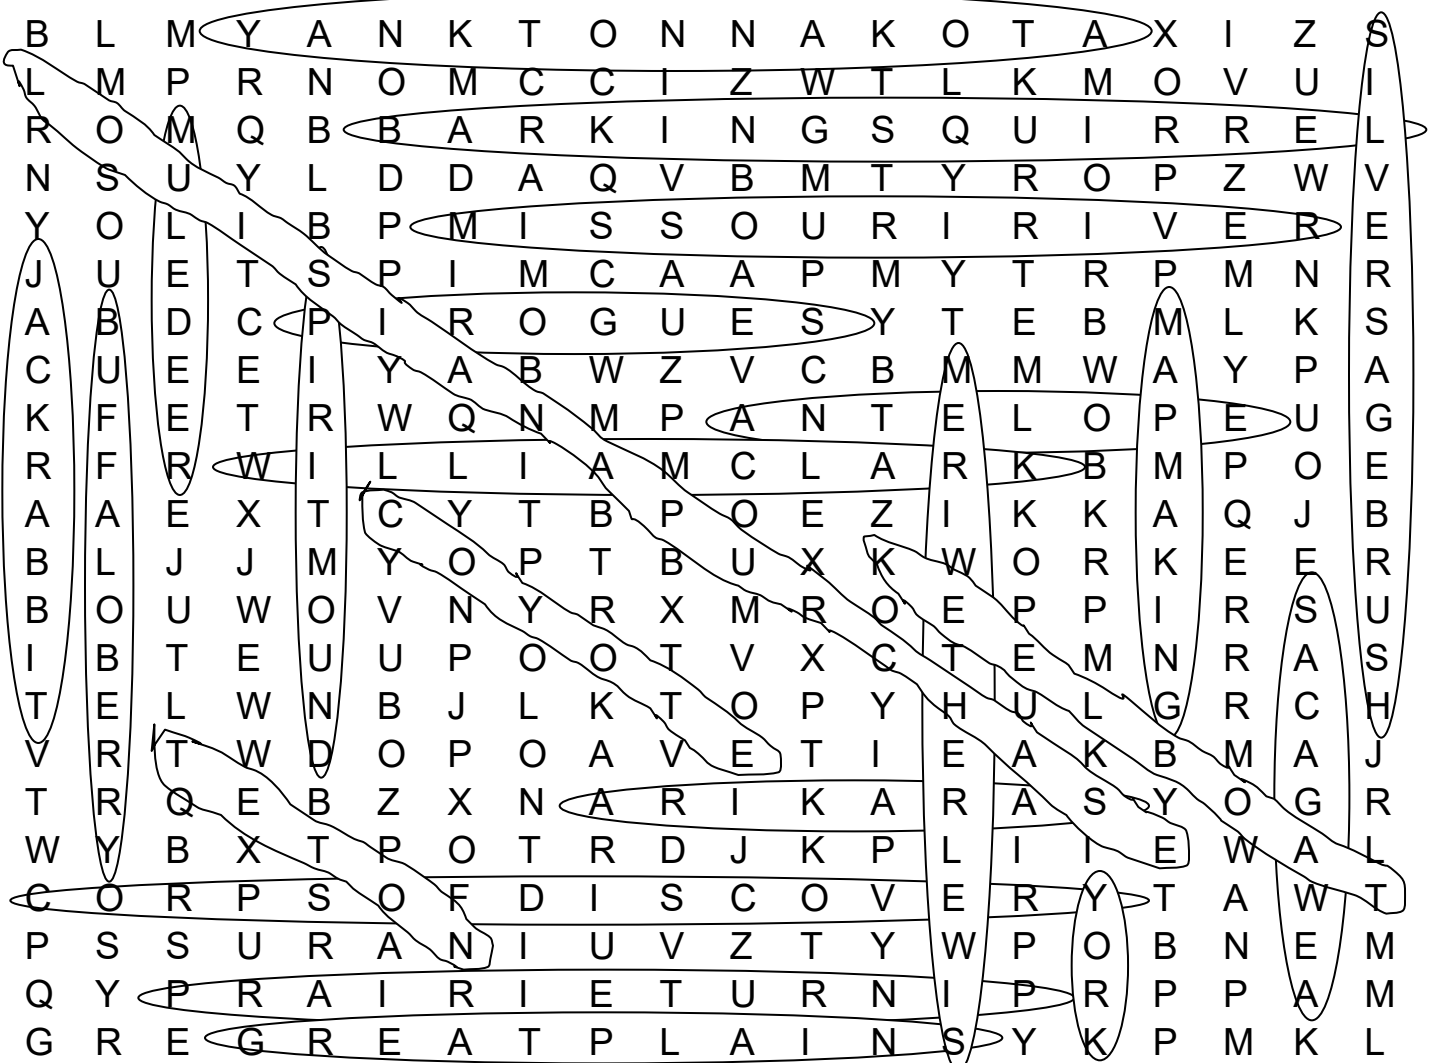 B L M Y A N K T O N N A K O T A X I Z S
L M P R N O M C C I Z W T L K M O V U I
R O M Q B B A R K I N G S Q U I R R E L
N S U Y L D D A Q V B M T Y R O P Z W V
Y O L I B P M I S S O U R I R I V E R E
J U E T S P I M C A A P M Y T R P M N R
A B D C P I R O G U E S Y T E B M L K S
C U E E I Y A B W Z V C B M M W A Y P A
K F E T R W Q N M P A N T E L O P E U G
R F R W I L L I A M C L A R K B M P O E
A A E X T C Y T B P O E Z I K K A Q J B
B L J J M Y O P T B U X K W O R K E E R
B O U W O V N Y R X M R O E P P I R S U
I B T E U U P O O T V X C T E M N R A S
T E L W N B J L K T O P Y H U L G R C H
V R T W D O P O A V E T I E A K B M A J
T R Q E B Z X N A R I K A R A S Y O G R
W Y B X T P O T R D J K P L I I E W A L
C O R P S O F D I S C O V E R Y T A W T
P S S U R A N I U V Z T Y W P O B N E M
Q Y P R A I R I E T U R N I P R P P A M
G R E G R E A T P L A I N S Y K P M K L